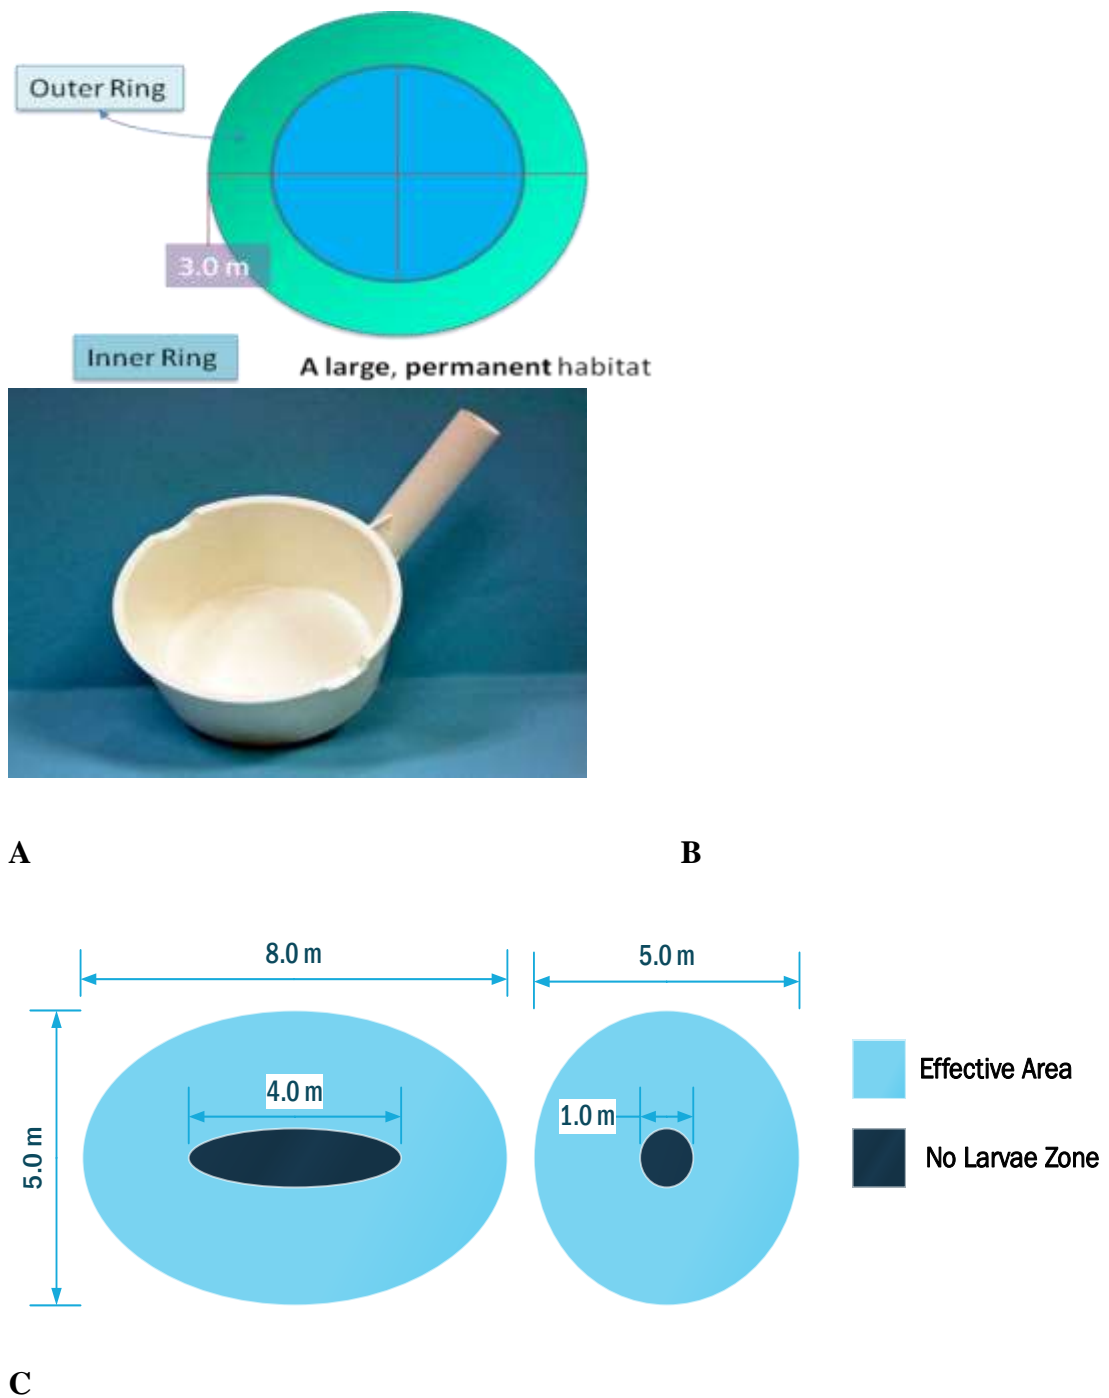 Outer Ring
3.0 m
Inner Ring
A large, permanent habitat
A
B
8.0 m
5.0 m
4.0 m
1.0 m
5.0 m
Effective Area
No Larvae Zone
C